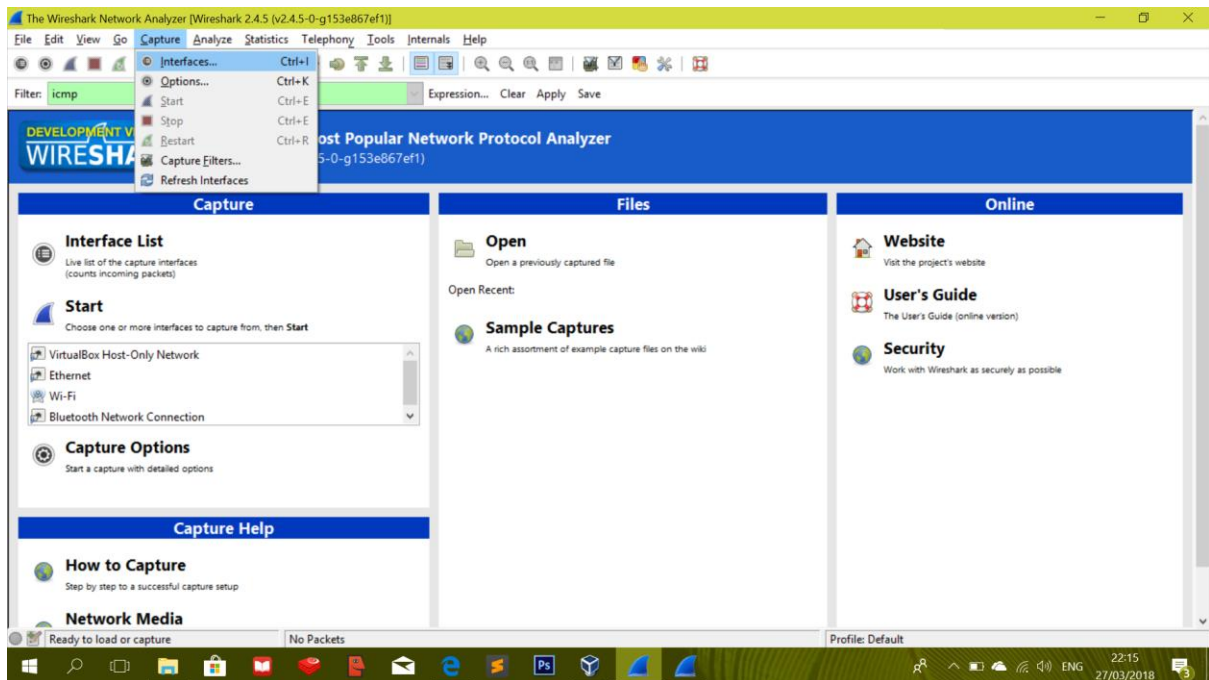 The Wireshark Network Analyzer [Wireshark 2.4.5 (v2.4.5-0-g153e867ef1)]
File Edit View Go Capture Analyze Statistics Telephony Tools Internals Help
Interfaces... Ctrl+I
Options... Ctrl+K
Start Ctrl+E
Stop Ctrl+E
Restart Ctrl+R
Capture Filters...
Refresh Interfaces
Filter: icmp Expression... Clear Apply Save
DEVELOPMENT
WIRESHA
ost Popular Network Protocol Analyzer
5-0-g153e867ef1)
Capture
Interface List
Live list of the capture interfaces
(counts incoming packets)
Start
Choose one or more interfaces to capture from, then Start
VirtualBox Host-Only Network
Ethernet
Wi-Fi
Bluetooth Network Connection
Capture Options
Start a capture with detailed options
Capture Help
How to Capture
Step by step to a successful capture setup
Network Media
Files
Open
Open a previously captured file
Open Recent:
Sample Captures
A rich assortment of example capture files on the wiki
Online
Website
Visit the project's website
User's Guide
The User's Guide (online version)
Security
Work with Wireshark as securely as possible
Ready to load or capture No Packets Profile: Default
Ps
ENG
22:15
27/03/2018
3